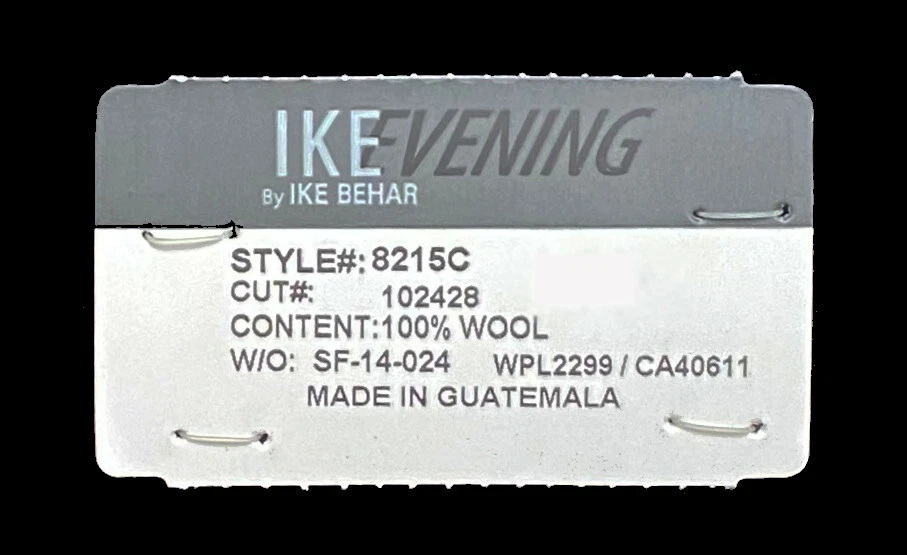 IKE EVENING
By IKE BEHAR
STYLE#: 8215C
CUT#: 102428
CONTENT:100% WOOL
W/O: SF-14-024 WPL2299 / CA40611
MADE IN GUATEMALA